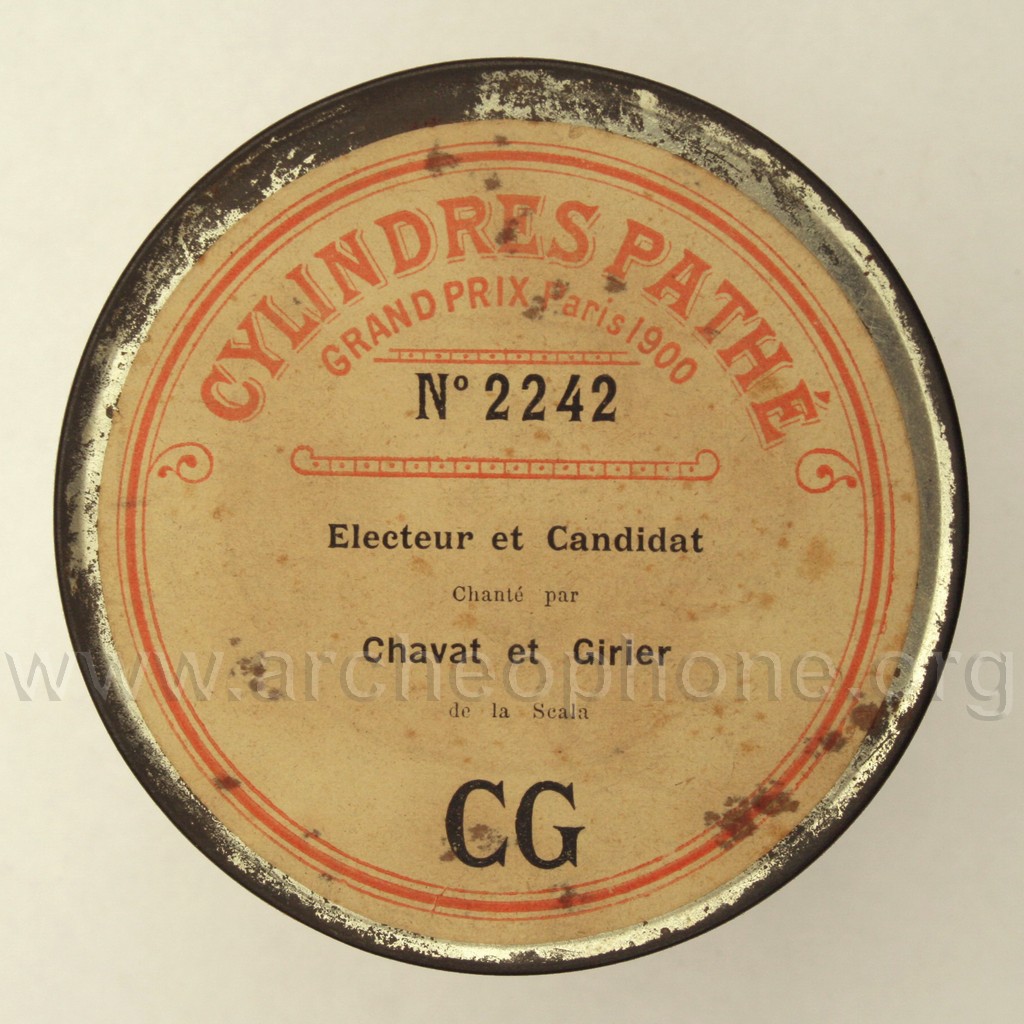 CYLINDRES PATHÉ
GRAND PRIX Paris 1900
Nº 2242
Electeur et Candidat
Chanté par
Chavat et Girier
www.archeophone.org
de la Scala
CG